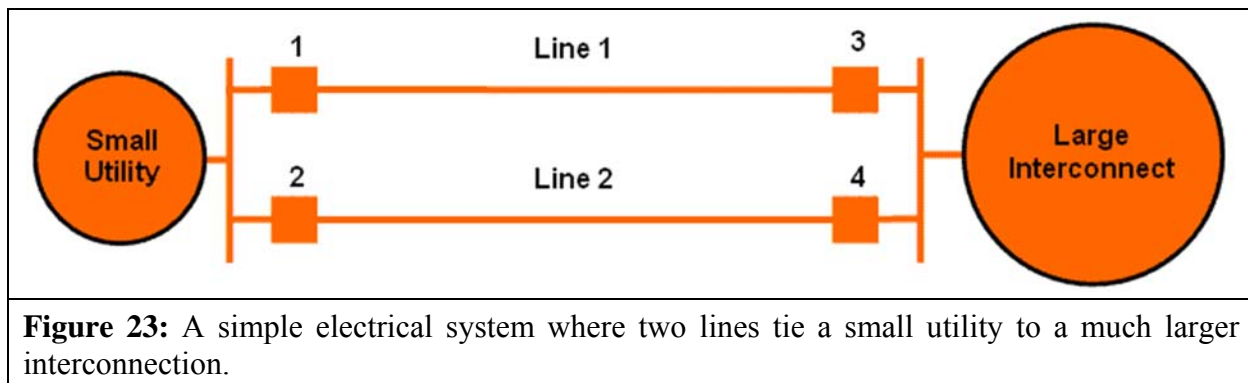 1 Line 1 3
Small
Utility
Large
Interconnect
2 Line 2 4
Figure 23: A simple electrical system where two lines tie a small utility to a much larger
interconnection.